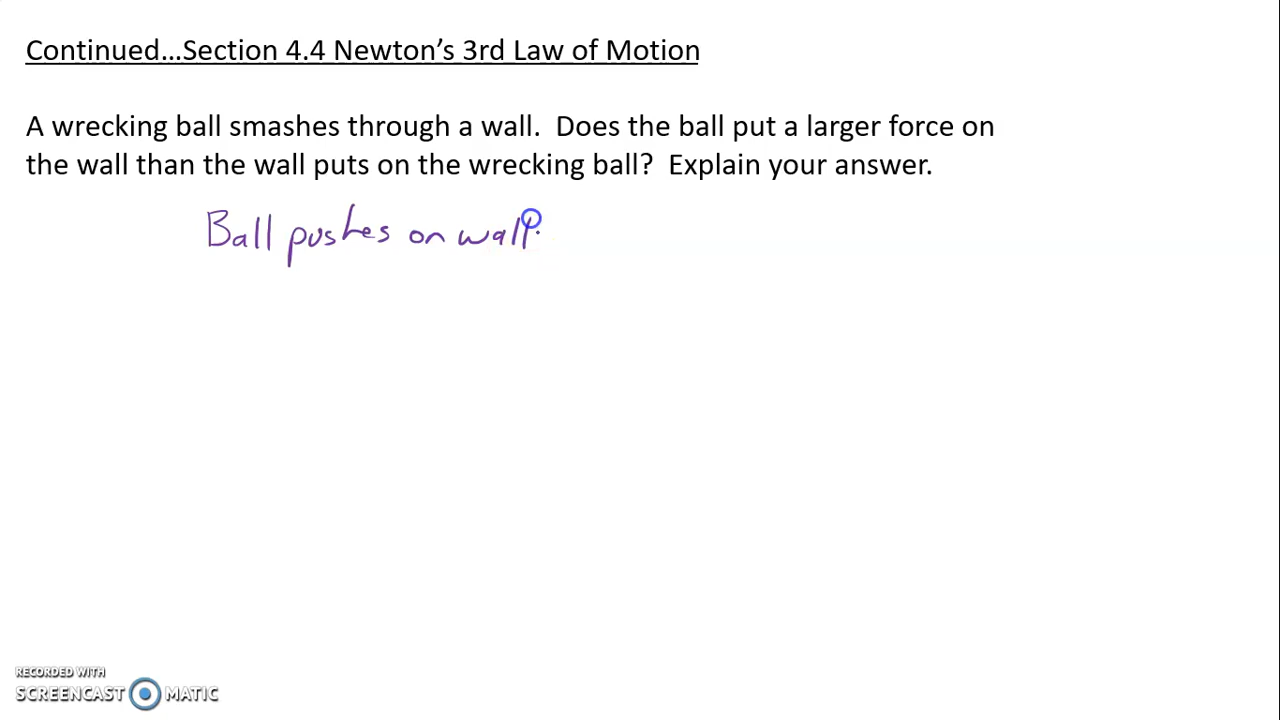 Continued…Section 4.4 Newton’s 3rd Law of Motion
A wrecking ball smashes through a wall.  Does the ball put a larger force on
the wall than the wall puts on the wrecking ball?  Explain your answer.
Ball pushes on wall
RECORDED WITH
SCREENCAST MATIC